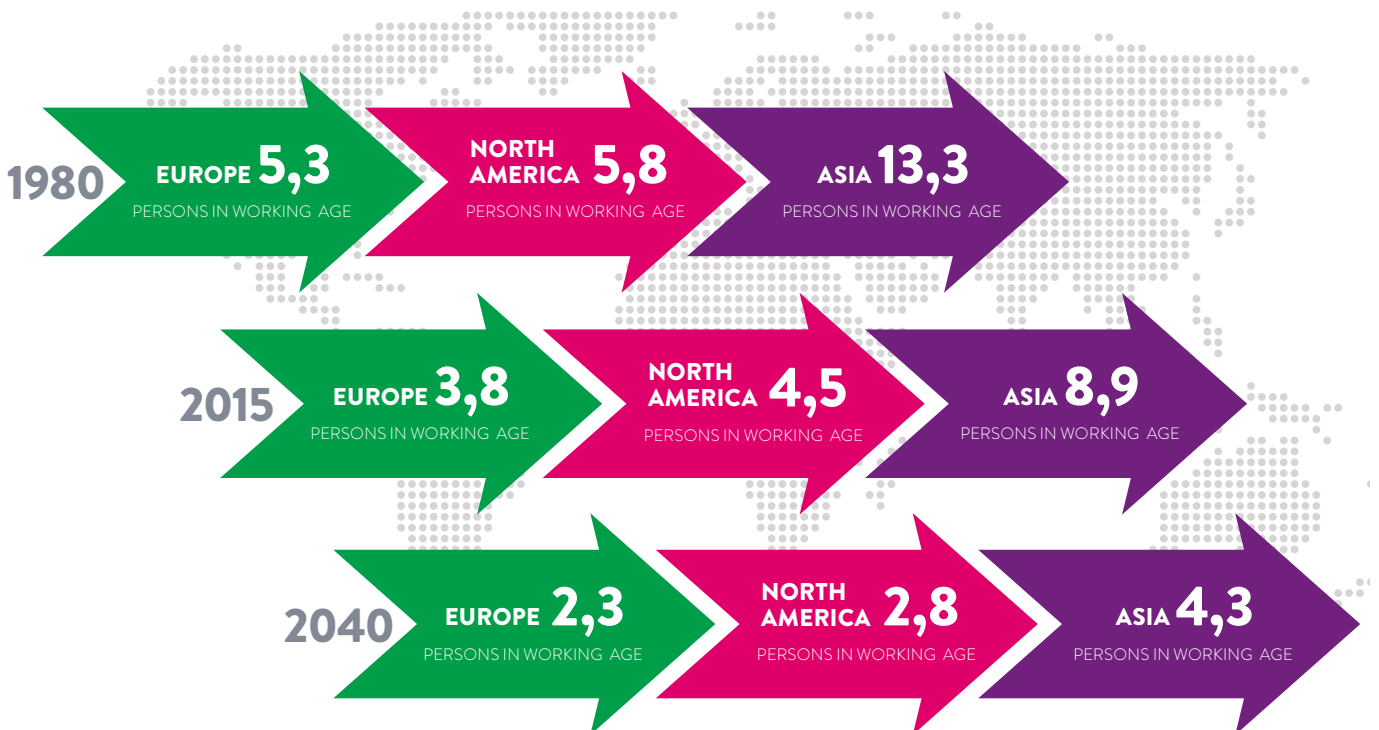 1980
EUROPE 5,3
PERSONS IN WORKING AGE
NORTH
AMERICA 5,8
PERSONS IN WORKING AGE
ASIA 13,3
PERSONS IN WORKING AGE
2015
EUROPE 3,8
PERSONS IN WORKING AGE
NORTH
AMERICA 4,5
PERSONS IN WORKING AGE
ASIA 8,9
PERSONS IN WORKING AGE
2040
EUROPE 2,3
PERSONS IN WORKING AGE
NORTH
AMERICA 2,8
PERSONS IN WORKING AGE
ASIA 4,3
PERSONS IN WORKING AGE